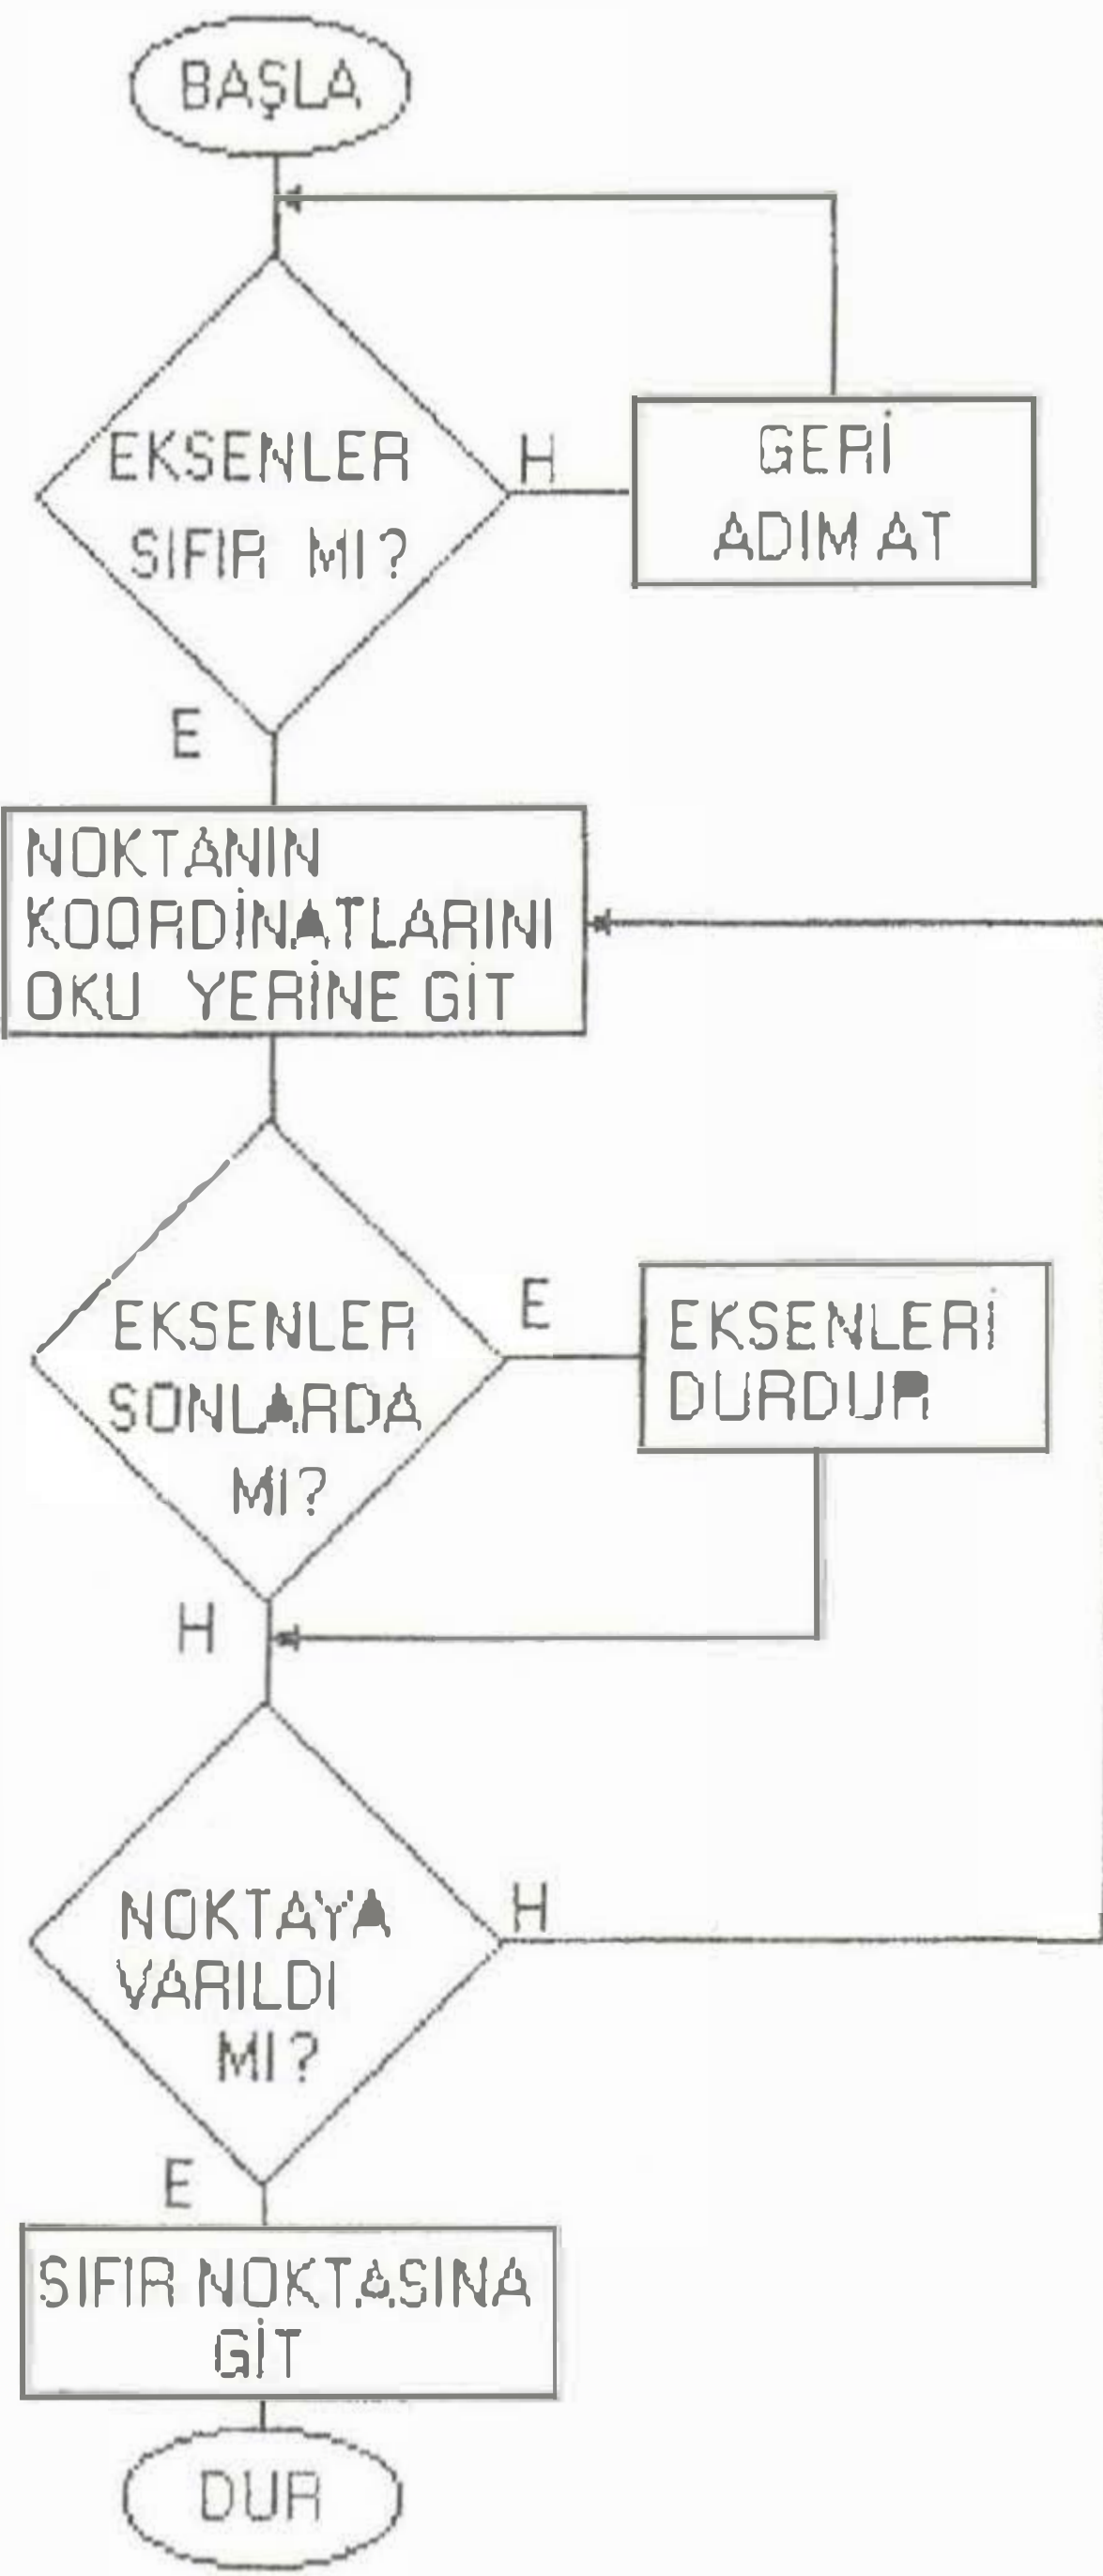 BAŞLA
EKSENLER
SIFIR MI?
H
GERİ
ADIM AT
E
NOKTANIN
KOORDİNATLARINI
OKU YERİNE GİT
EKSENLER
SONLARDA
MI?
E
EKSENLERİ
DURDUR
H
NOKTAYA
VARILDI
MI?
H
E
SIFIR NOKTASINA
GİT
DUR